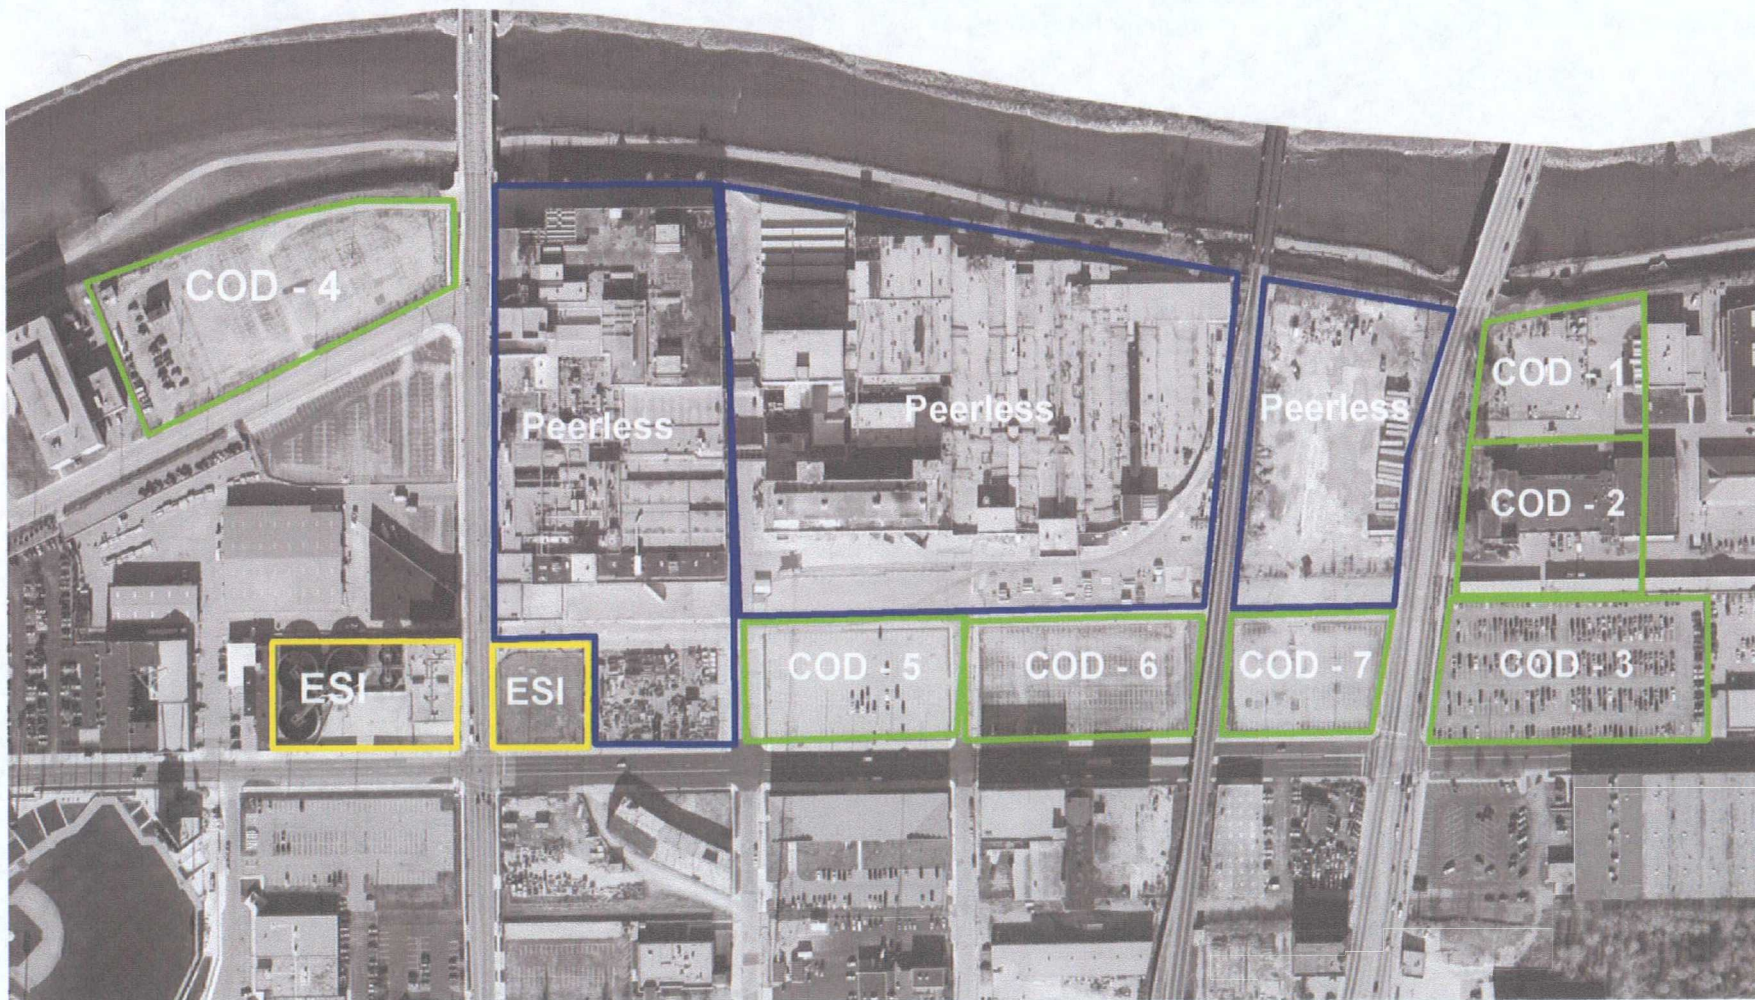 COD - 4
Peerless
Peerless
Peerless
COD - 1
COD - 2
ESI
ESI
COD - 5
COD - 6
COD - 7
COD - 3